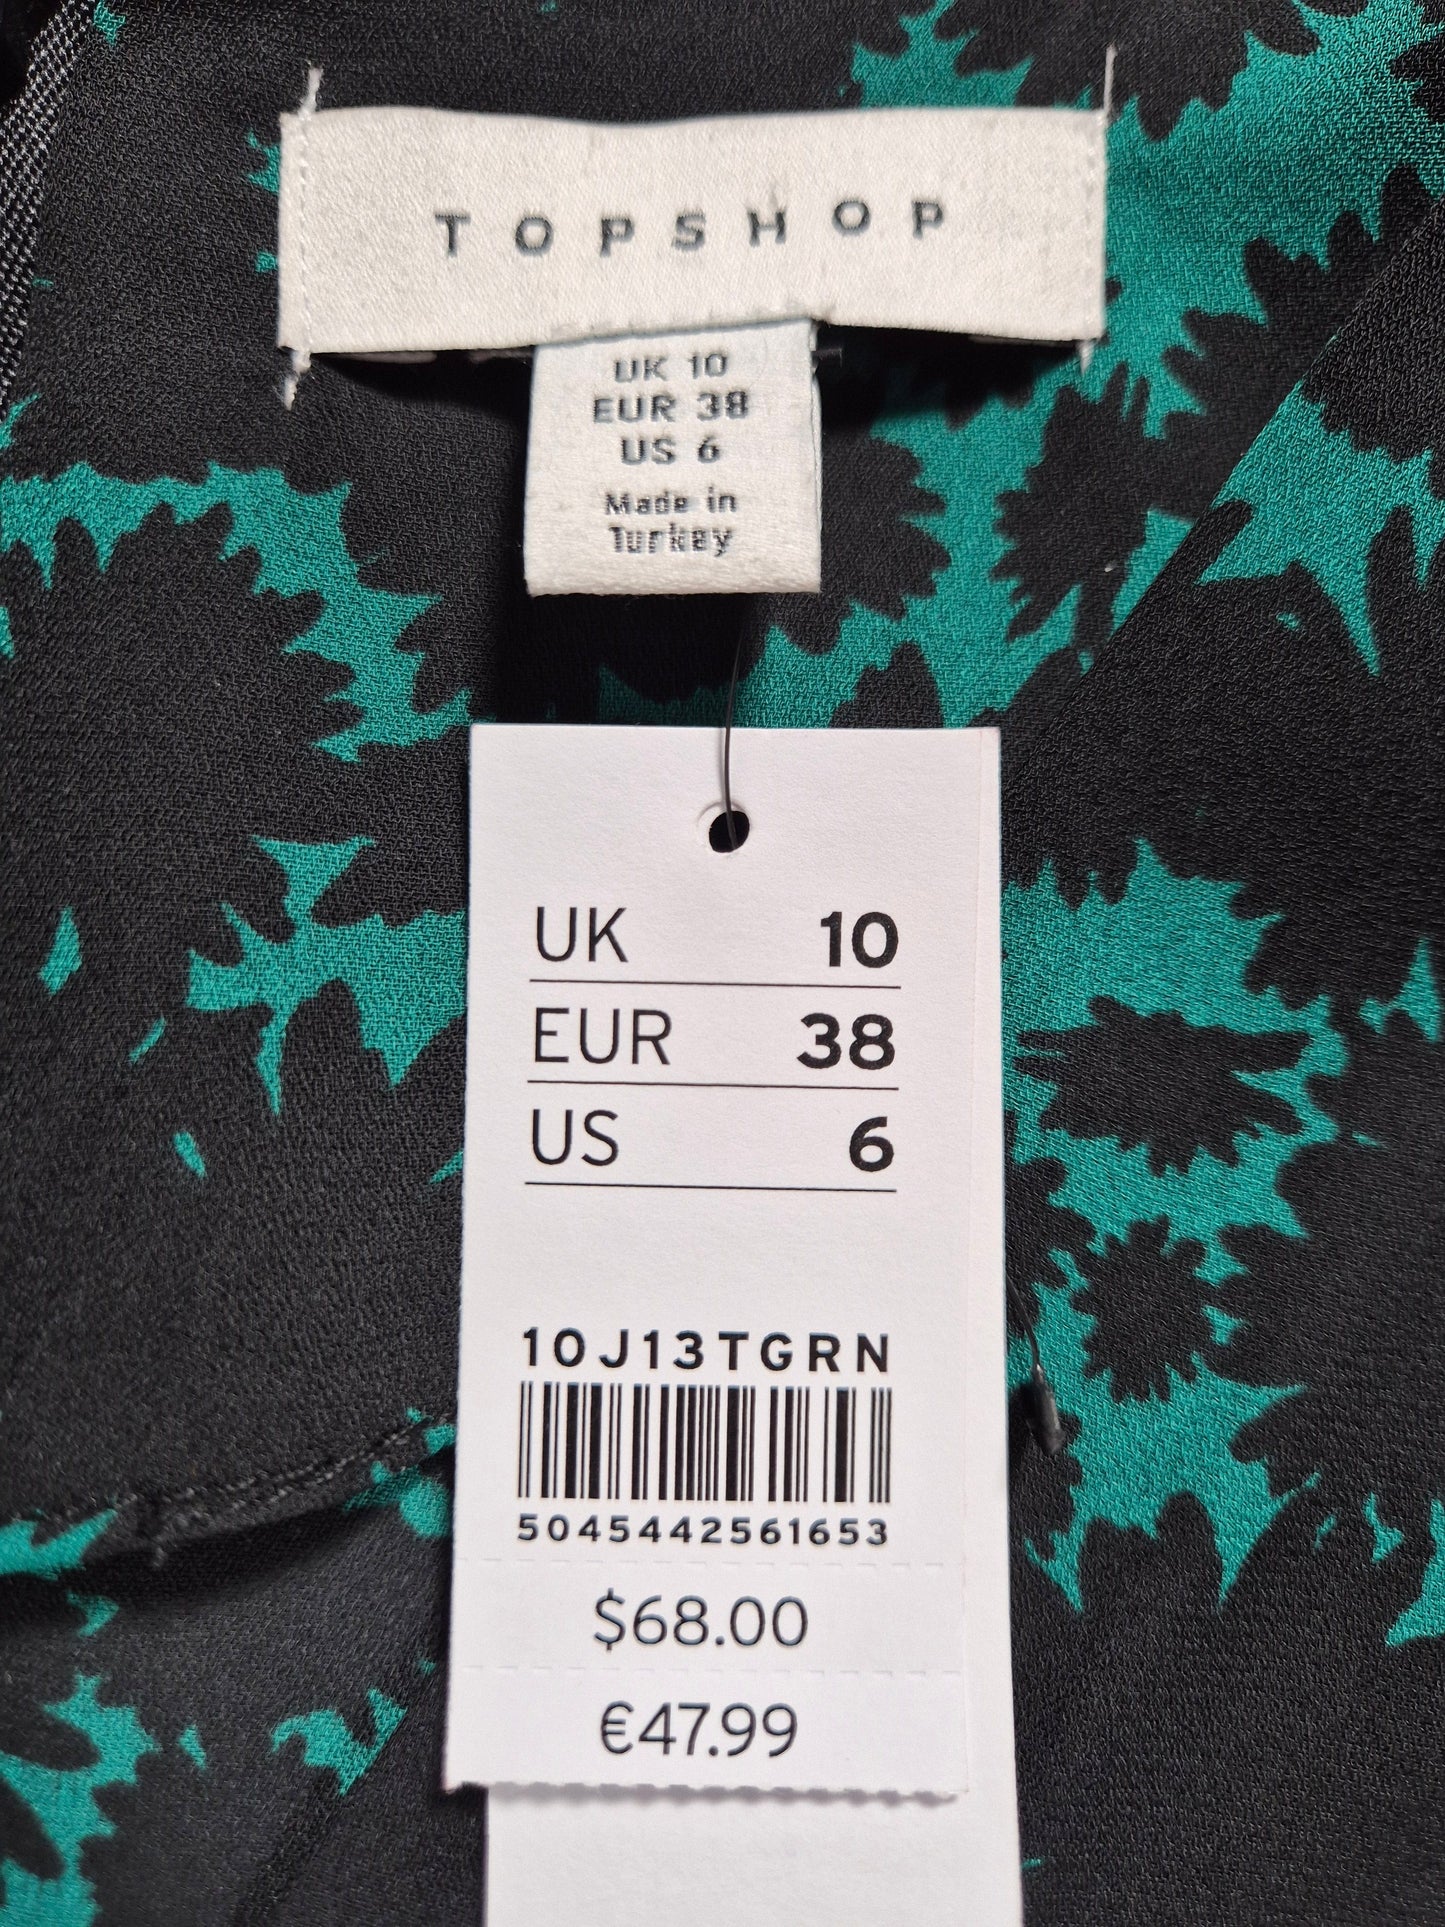 TOPSHOP
UK 10
EUR 38
US 6
Made in
Turkey
UK 10
EUR 38
US 6
10J13TGRN
5045442561653
$68.00
€47.99